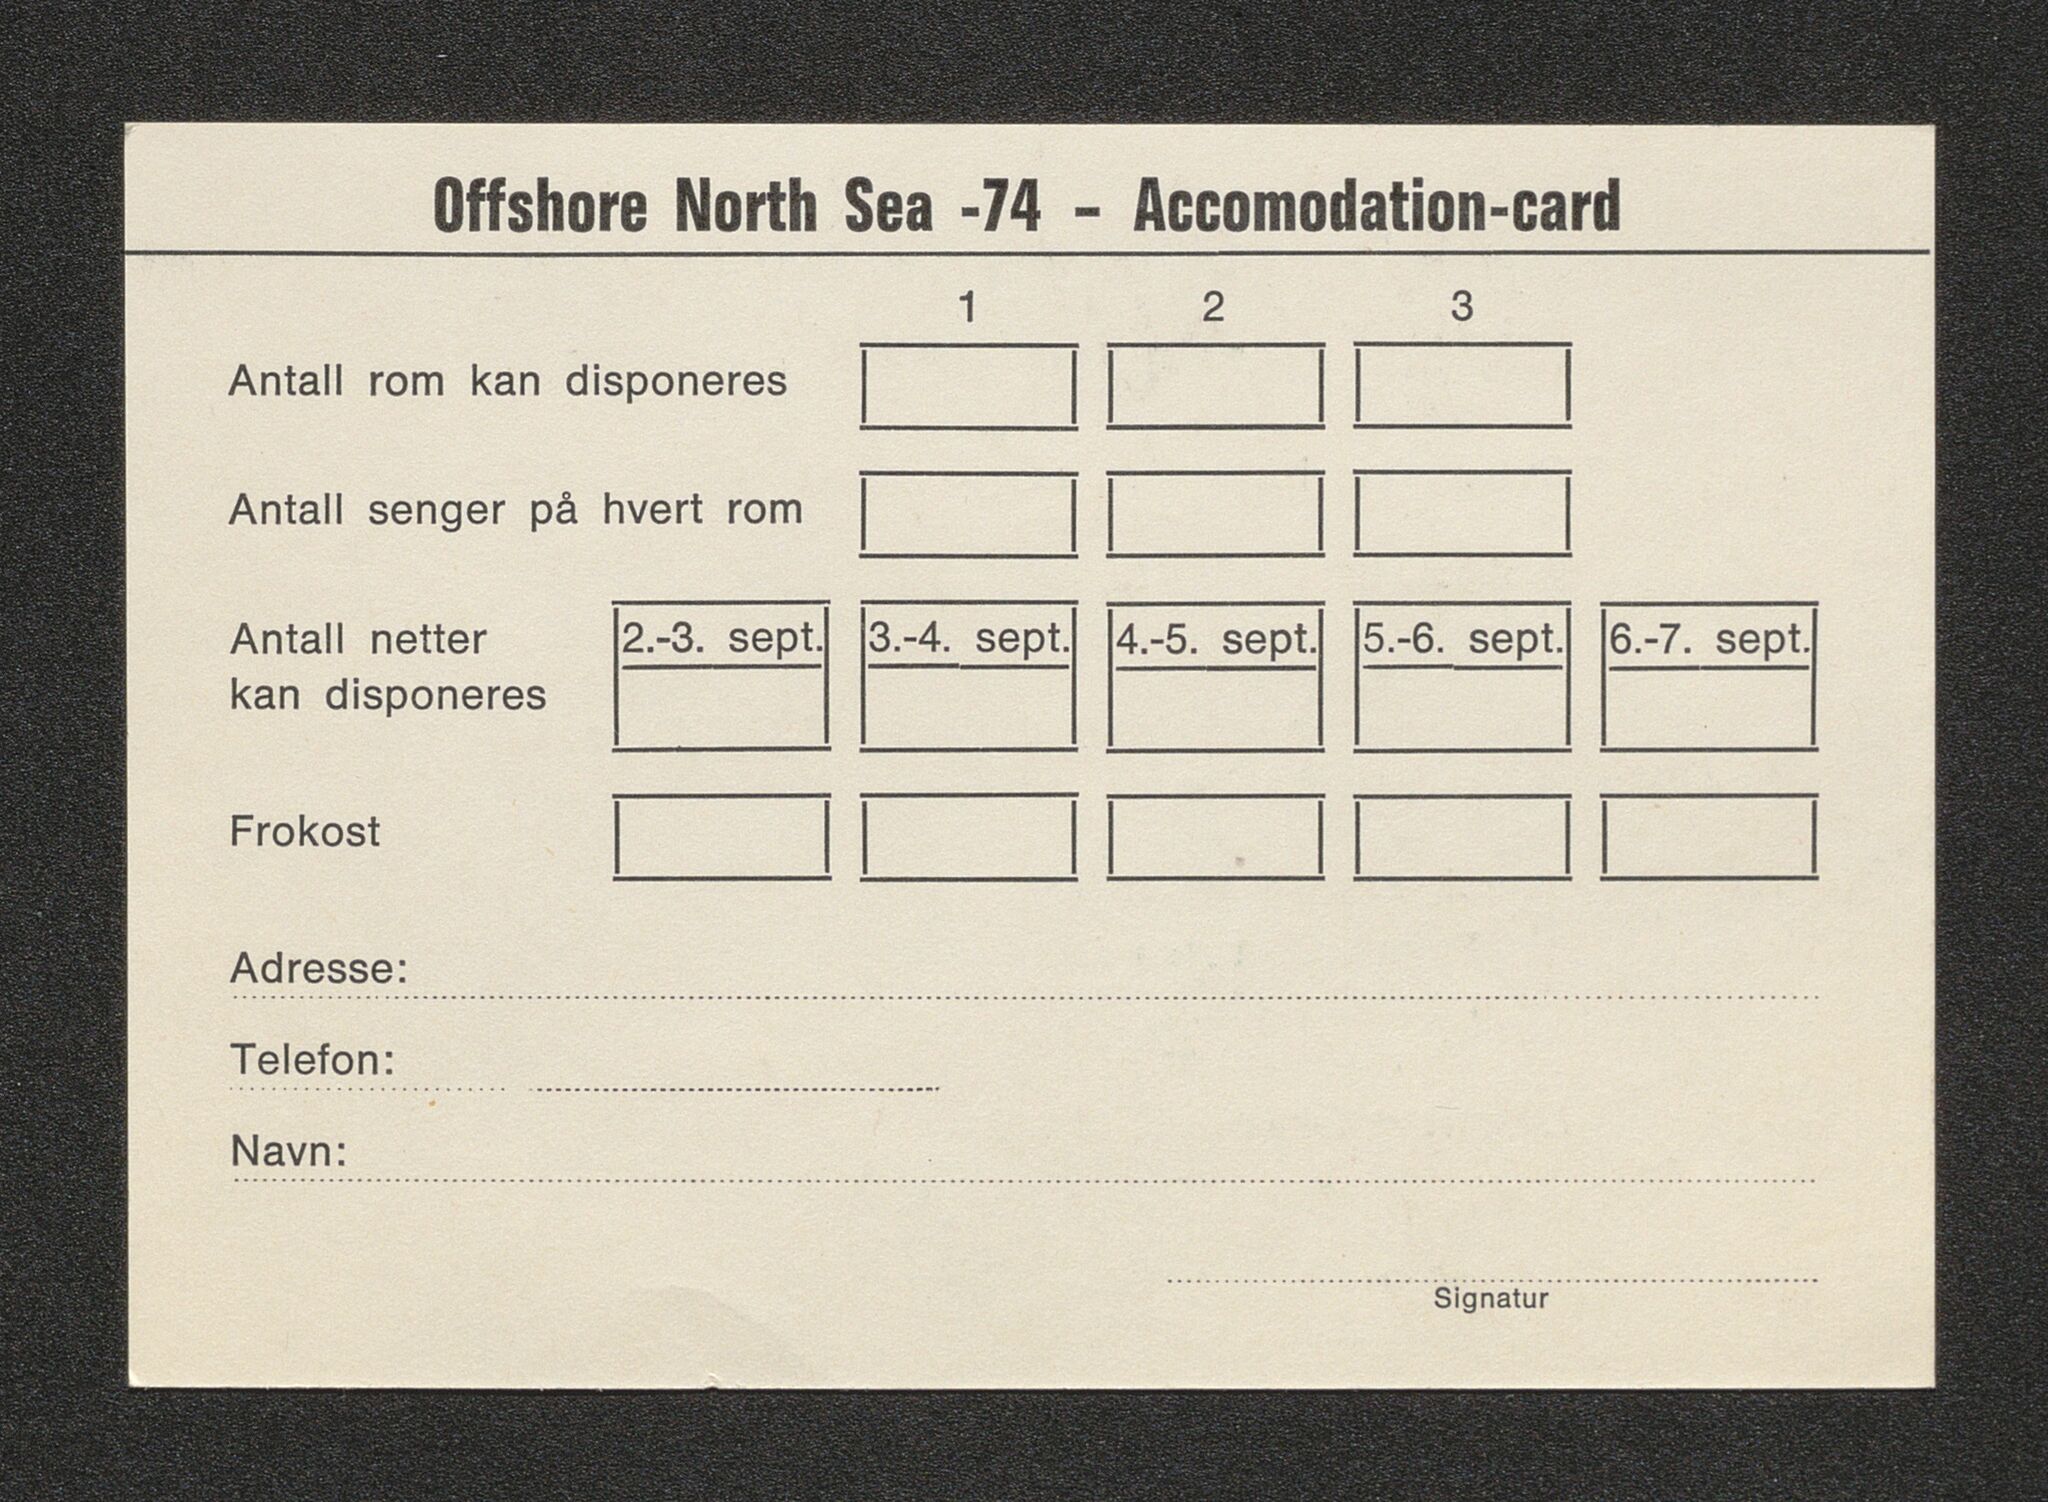 Offshore North Sea -74 – Accomodation-card
1 2 3
Antall rom kan disponeres
Antall senger på hvert rom
Antall netter
kan disponeres
2.-3. sept. 3.-4. sept. 4.-5. sept. 5.-6. sept. 6.-7. sept.
Frokost
Adresse:
Telefon:
Navn:
Signatur